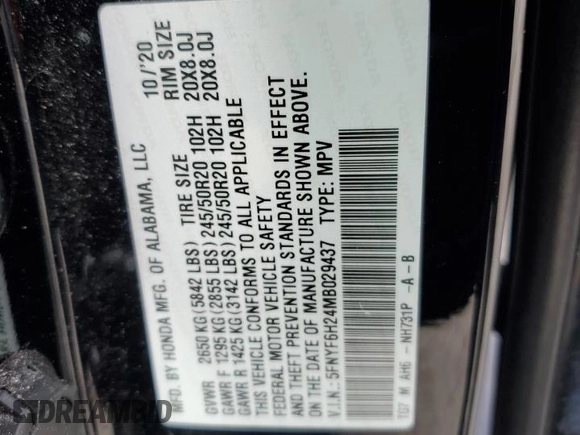 MFD. BY HONDA MFG. OF ALABAMA, LLC 10/'20
TIRE SIZE RIM SIZE
GVWR 2650 KG(5842 LBS)
GAWR F 1295 KG(2855 LBS) 245/50R20 102H 20X8.0J
GAWR R 1425 KG(3142 LBS) 245/50R20 102H 20X8.0J
THIS VEHICLE CONFORMS TO ALL APPLICABLE
FEDERAL MOTOR VEHICLE SAFETY
AND THEFT PREVENTION STANDARDS IN EFFECT
ON THE DATE OF MANUFACTURE SHOWN ABOVE.
V.I.N.: 5FNYF6H24MB029437 TYPE: MPV
TG7 M AH6 - NH731P -A -B
DREAMBID